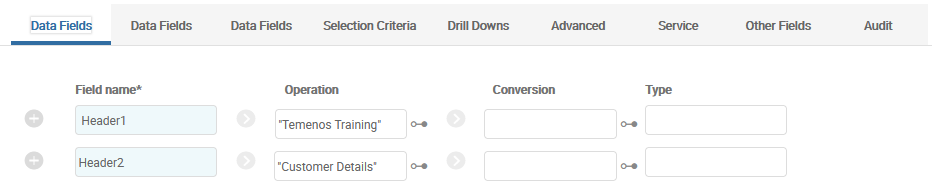 Data Fields Data Fields Data Fields Selection Criteria Drill Downs Advanced Service Other Fields Audit
Field name* Operation Conversion Type
Header1 "Temenos Training"
Header2 "Customer Details"